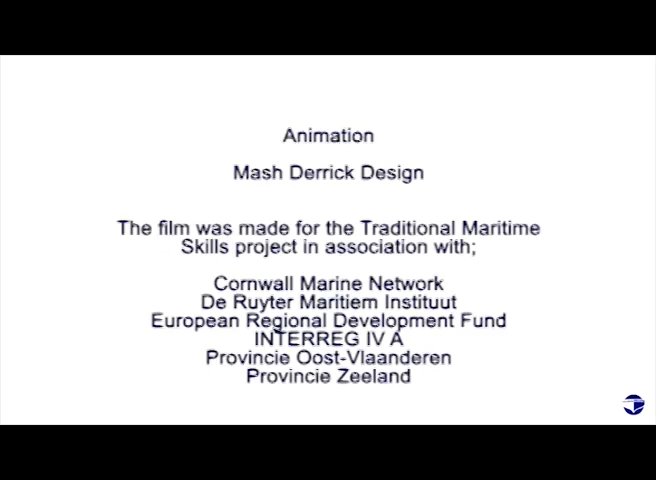 Animation
Mash Derrick Design
The film was made for the Traditional Maritime
Skills project in association with;
Cornwall Marine Network
De Ruyter Maritiem Instituut
European Regional Development Fund
INTERREG IV A
Provincie Oost-Vlaanderen
Provincie Zeeland